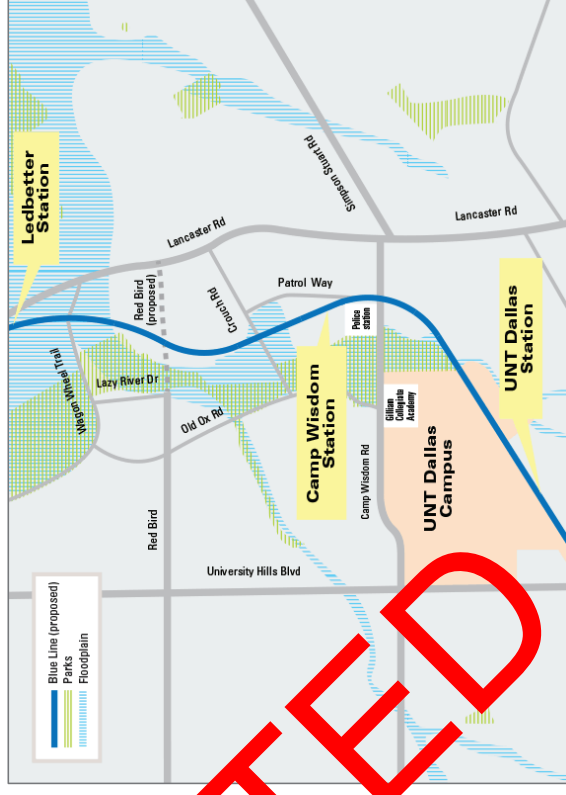 Ledbetter
Station
Simpson Stuart Rd
Lancaster Rd
Lancaster Rd
Red Bird
(proposed)
Crouch Rd
Patrol Way
Police
station
UNT Dallas
Station
Wagon Wheel Trail
Lazy River Dr
Old Ox Rd
Camp Wisdom
Station
Gillian
Collegiate
Academy
Camp Wisdom Rd
UNT Dallas
Campus
Red Bird
University Hills Blvd
Blue Line (proposed)
Parks
Floodplain
TED